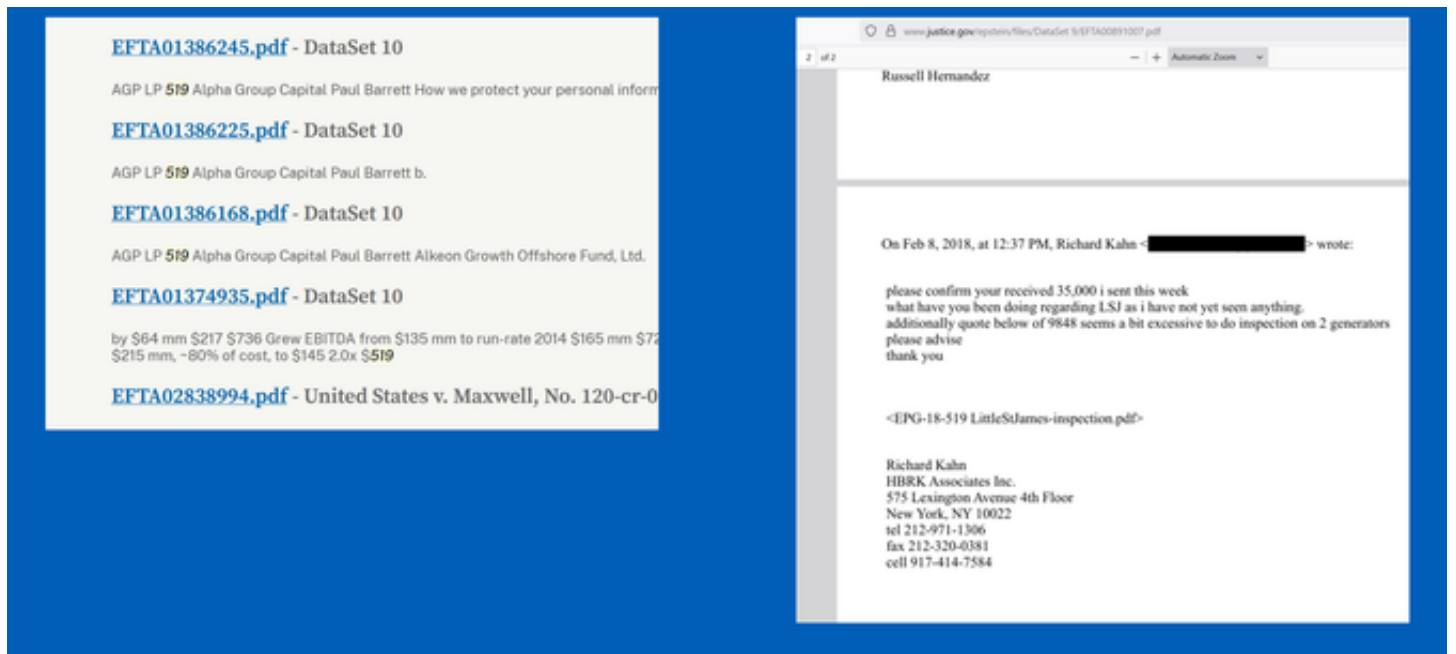 EFTA01386245.pdf - DataSet 10
AGP LP 519 Alpha Group Capital Paul Barrett How we protect your personal inform
EFTA01386225.pdf - DataSet 10
AGP LP 519 Alpha Group Capital Paul Barrett b.
EFTA01386168.pdf - DataSet 10
AGP LP 519 Alpha Group Capital Paul Barrett Alkeon Growth Offshore Fund, Ltd.
EFTA01374935.pdf - DataSet 10
by $64 mm $217 $736 Grew EBITDA from $135 mm to run-rate 2014 $165 mm $72
$215 mm, ~80% of cost, to $145 2.0x $519
EFTA02838994.pdf - United States v. Maxwell, No. 120-cr-0
www.justice.gov/epstein/files/DataSet 9/EFTA00891007.pdf
2 of 2
— + Automatic Zoom
Russell Hernandez
On Feb 8, 2018, at 12:37 PM, Richard Kahn < > wrote:
please confirm your received 35,000 i sent this week
what have you been doing regarding LSJ as i have not yet seen anything.
additionally quote below of 9848 seems a bit excessive to do inspection on 2 generators
please advise
thank you
<EPG-18-519 LittleStJames-inspection.pdf>
Richard Kahn
HBRK Associates Inc.
575 Lexington Avenue 4th Floor
New York, NY 10022
tel 212-971-1306
fax 212-320-0381
cell 917-414-7584